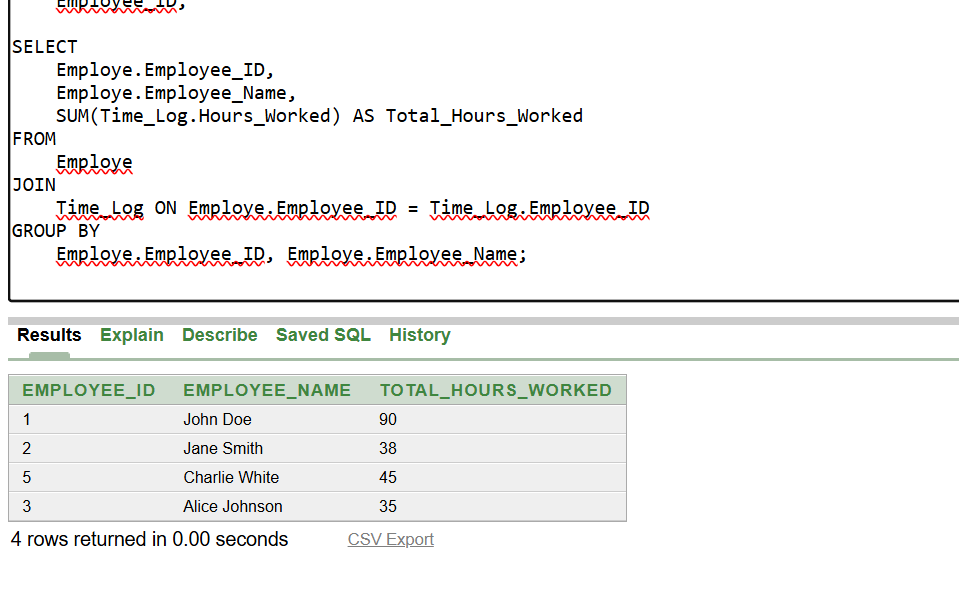 Employee_ID,
SELECT
Employe.Employee_ID,
Employe.Employee_Name,
SUM(Time_Log.Hours_Worked) AS Total_Hours_Worked
FROM
Employe
JOIN
Time_Log ON Employe.Employee_ID = Time_Log.Employee_ID
GROUP BY
Employe.Employee_ID, Employe.Employee_Name;
Results Explain Describe Saved SQL History
EMPLOYEE_ID EMPLOYEE_NAME TOTAL_HOURS_WORKED
1 John Doe 90
2 Jane Smith 38
5 Charlie White 45
3 Alice Johnson 35
4 rows returned in 0.00 seconds CSV Export